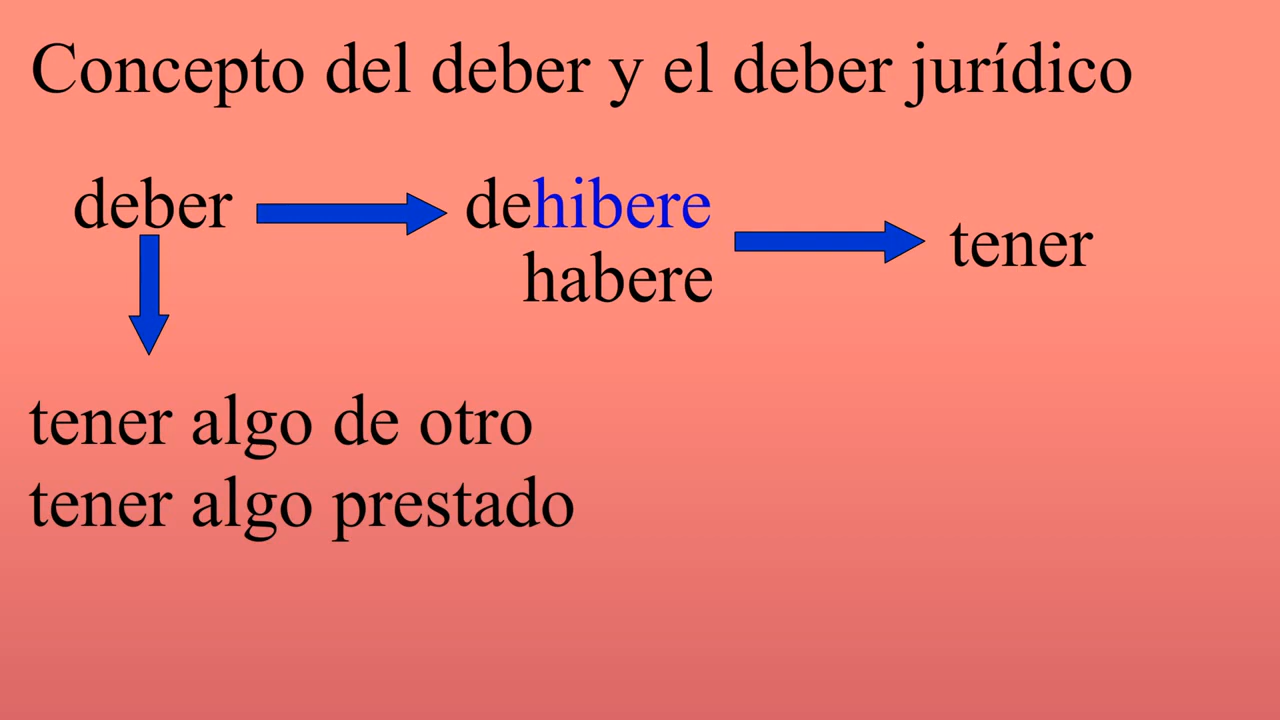 Concepto del deber y el deber jurídico
deber
dehibere
habere
tener
tener algo de otro
tener algo prestado